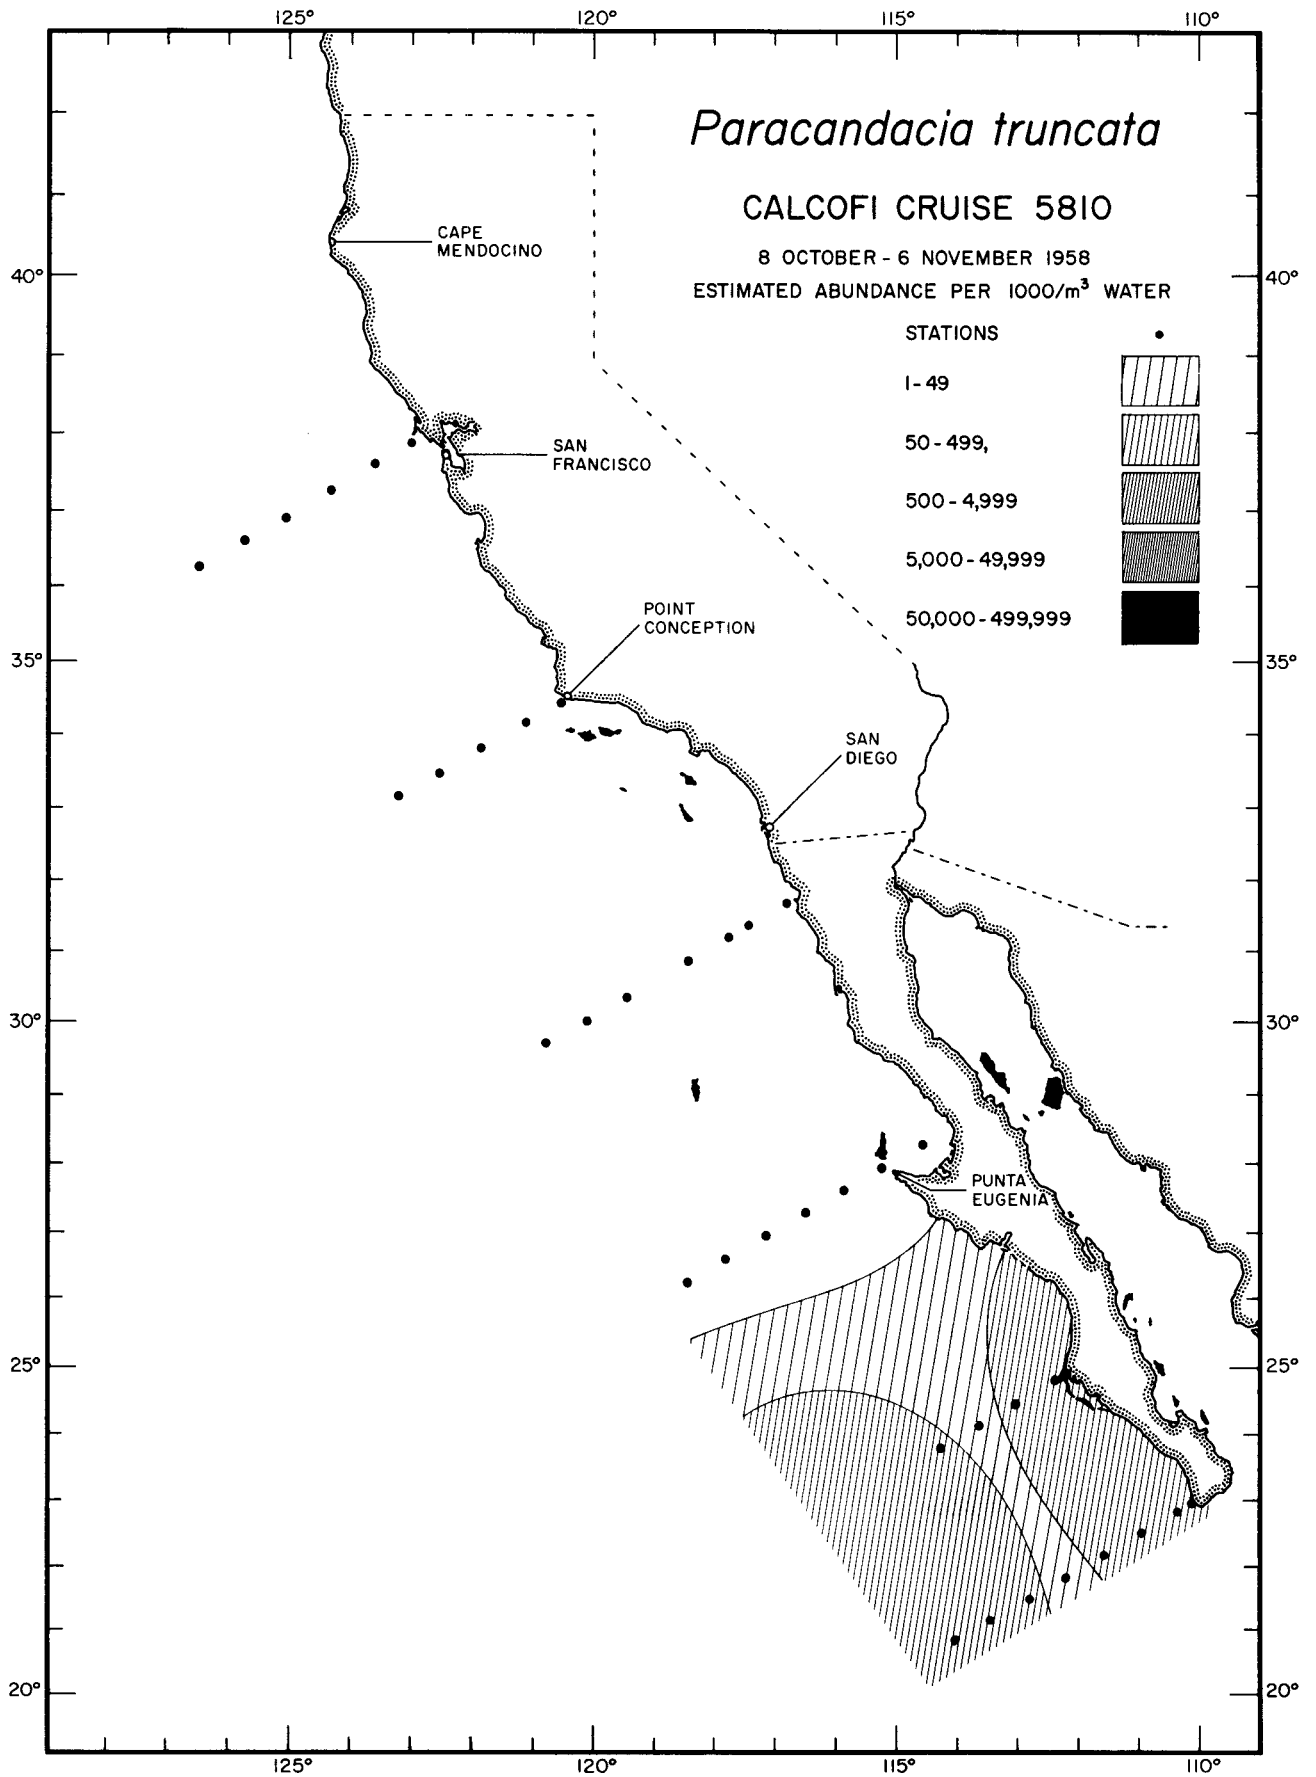 125° 120° 115° 110°
Paracandacia truncata
CALCOFI CRUISE 5810
8 OCTOBER - 6 NOVEMBER 1958
ESTIMATED ABUNDANCE PER 1000/m³ WATER
STATIONS
1-49
50-499,
500-4,999
5,000-49,999
50,000-499,999
CAPE
MENDOCINO
40° 40°
SAN
FRANCISCO
POINT
CONCEPTION
35° 35°
SAN
DIEGO
30° 30°
PUNTA
EUGENIA
25° 25°
20° 20°
125° 120° 115° 110°